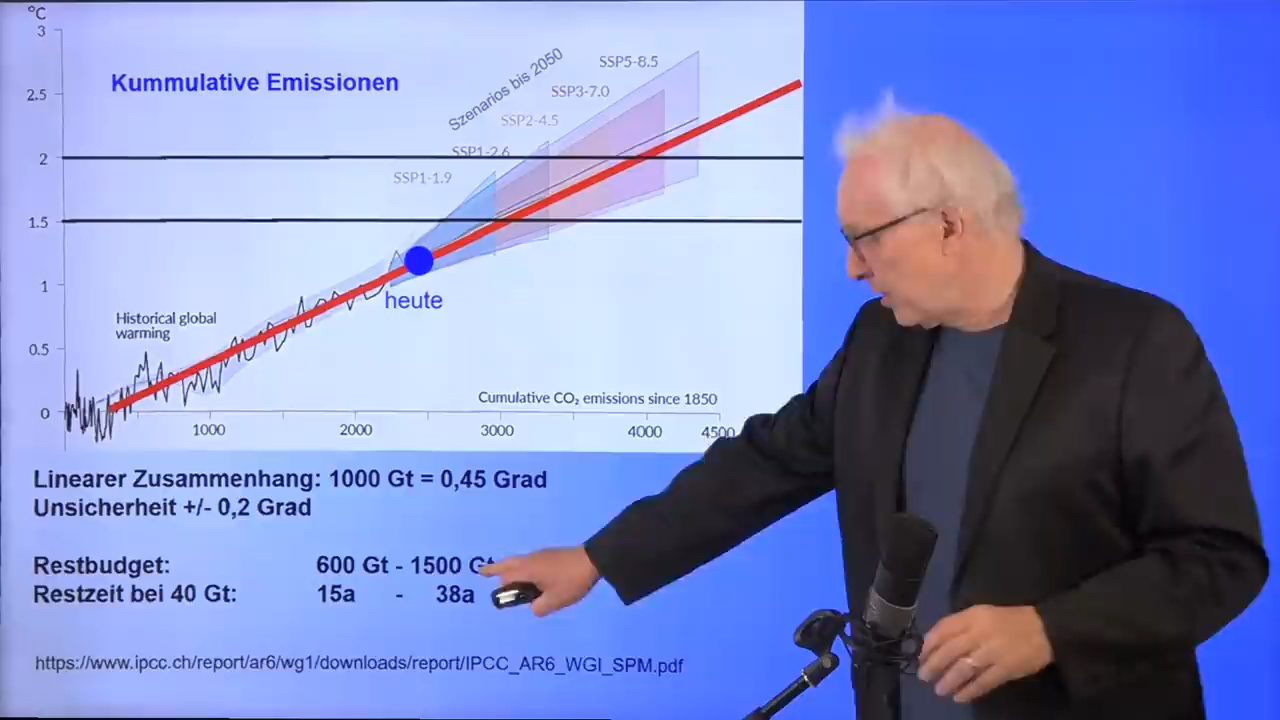 °C
3
Kummulative Emissionen
2.5
2
1.5
1
0.5
0
Szenarios bis 2050
SSP5-8.5
SSP3-7.0
SSP2-4.5
SSP1-2.6
SSP1-1.9
heute
Historical global
warming
Cumulative CO₂ emissions since 1850
1000 2000 3000 4000 4500
Linearer Zusammenhang: 1000 Gt = 0,45 Grad
Unsicherheit +/- 0,2 Grad
Restbudget: 600 Gt - 1500 Gt
Restzeit bei 40 Gt: 15a - 38a
https://www.ipcc.ch/report/ar6/wg1/downloads/report/IPCC_AR6_WGI_SPM.pdf